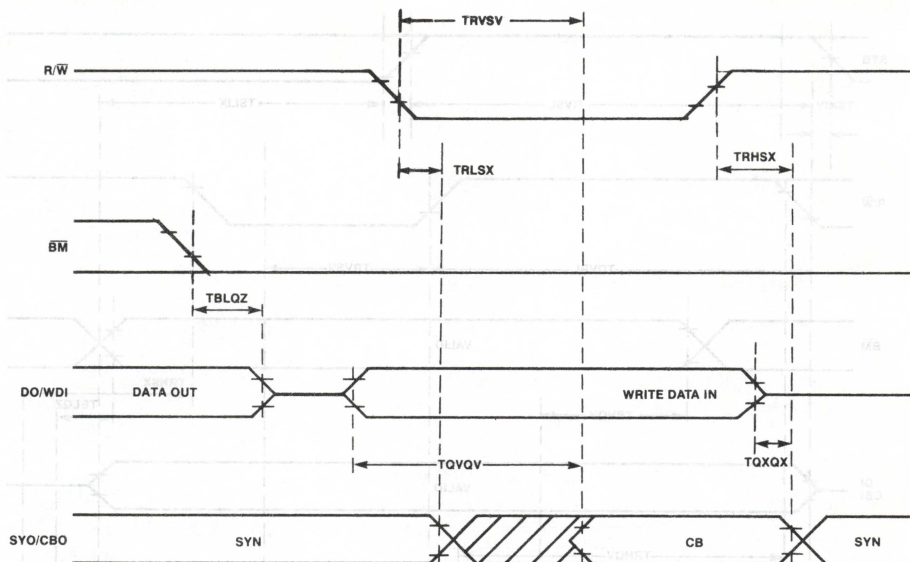 TRVSV
R/W̅
TRLSX
TRHSX
B̅M̅
TBLQZ
DO/WDI
DATA OUT
WRITE DATA IN
TQVQV
TQXQX
SYO/CBO
SYN
CB
SYN